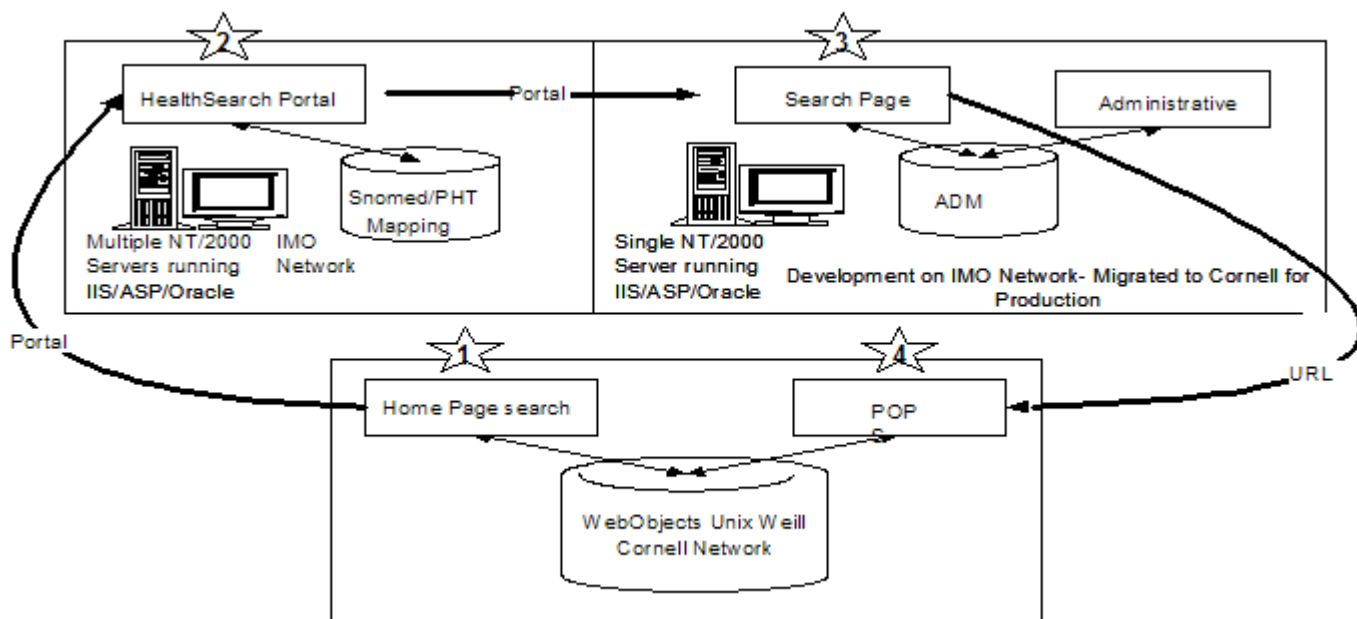 2
3
HealthSearch Portal
Portal
Search Page
Administrative
Snomed/PHT
Mapping
ADM
Multiple NT/2000
Servers running
IIS/ASP/Oracle
IMO
Network
Single NT/2000
Server running
IIS/ASP/Oracle
Development on IMO Network- Migrated to Cornell for
Production
Portal
1
4
URL
Home Page search
POP
WebObjects Unix Weill
Cornell Network